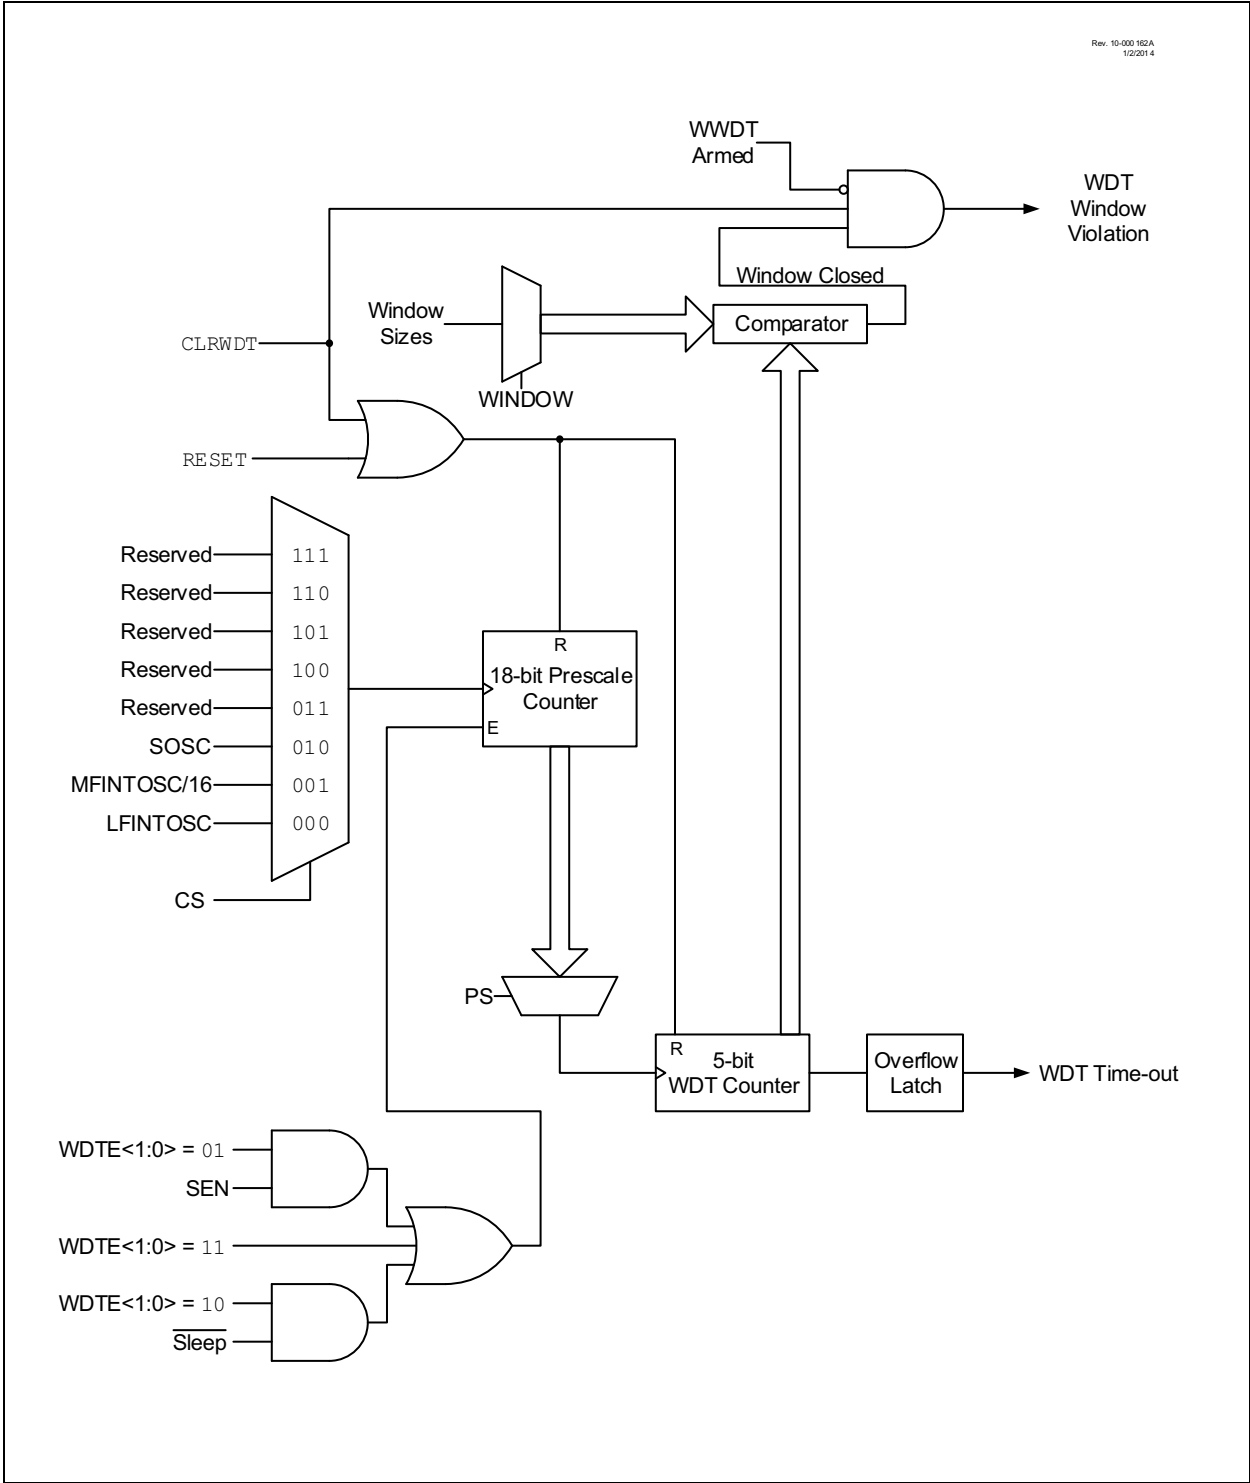 Rev. 10-000 162A
1/2/201 4
WWDT
Armed
WDT
Window
Violation
Window Closed
Window
Sizes
Comparator
CLRWDT
WINDOW
RESET
Reserved 111
Reserved 110
Reserved 101
Reserved 100
Reserved 011
SOSC 010
MFINTOSC/16 001
LFINTOSC 000
CS
R
18-bit Prescale
Counter
E
PS
R
5-bit
WDT Counter
Overflow
Latch
WDT Time-out
WDTE<1:0> = 01
SEN
WDTE<1:0> = 11
WDTE<1:0> = 10
Sleep